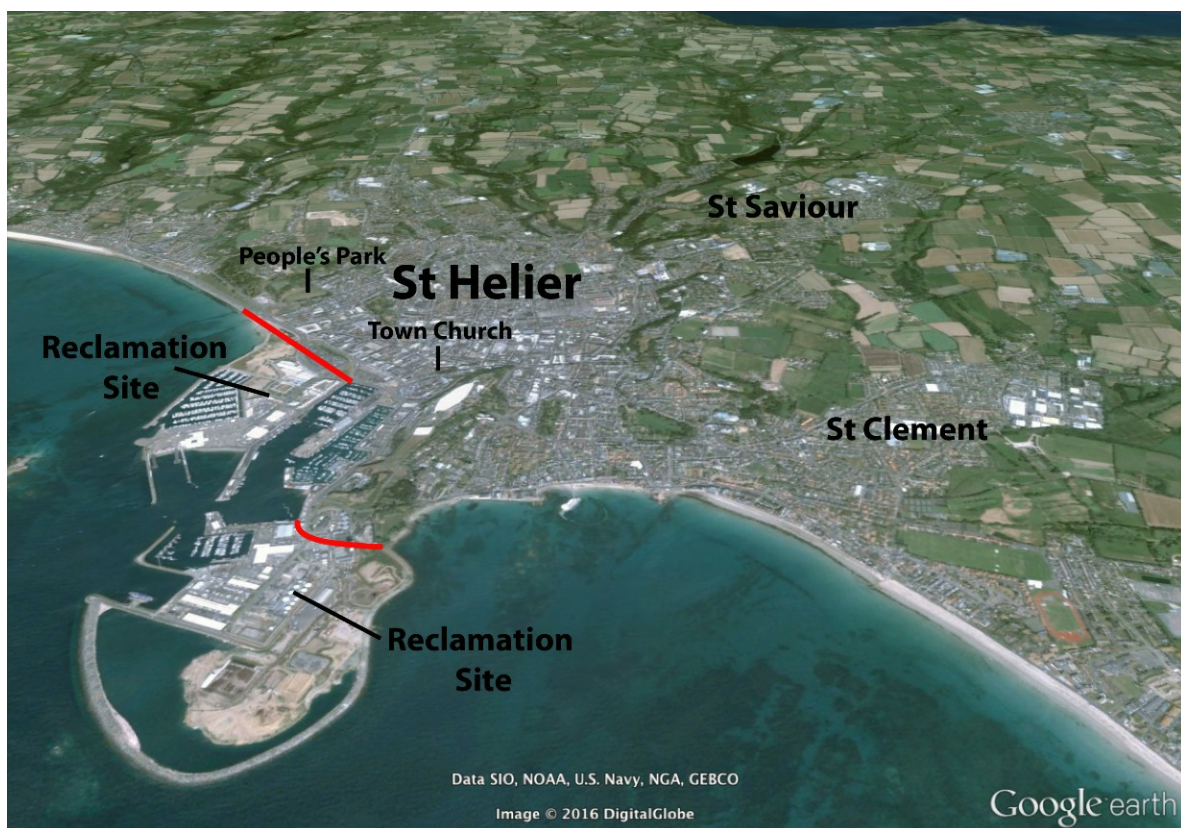 St Saviour
People's Park
St Helier
Town Church
Reclamation
Site
St Clement
Reclamation
Site
Data SIO, NOAA, U.S. Navy, NGA, GEBCO
Image © 2016 DigitalGlobe
Google earth